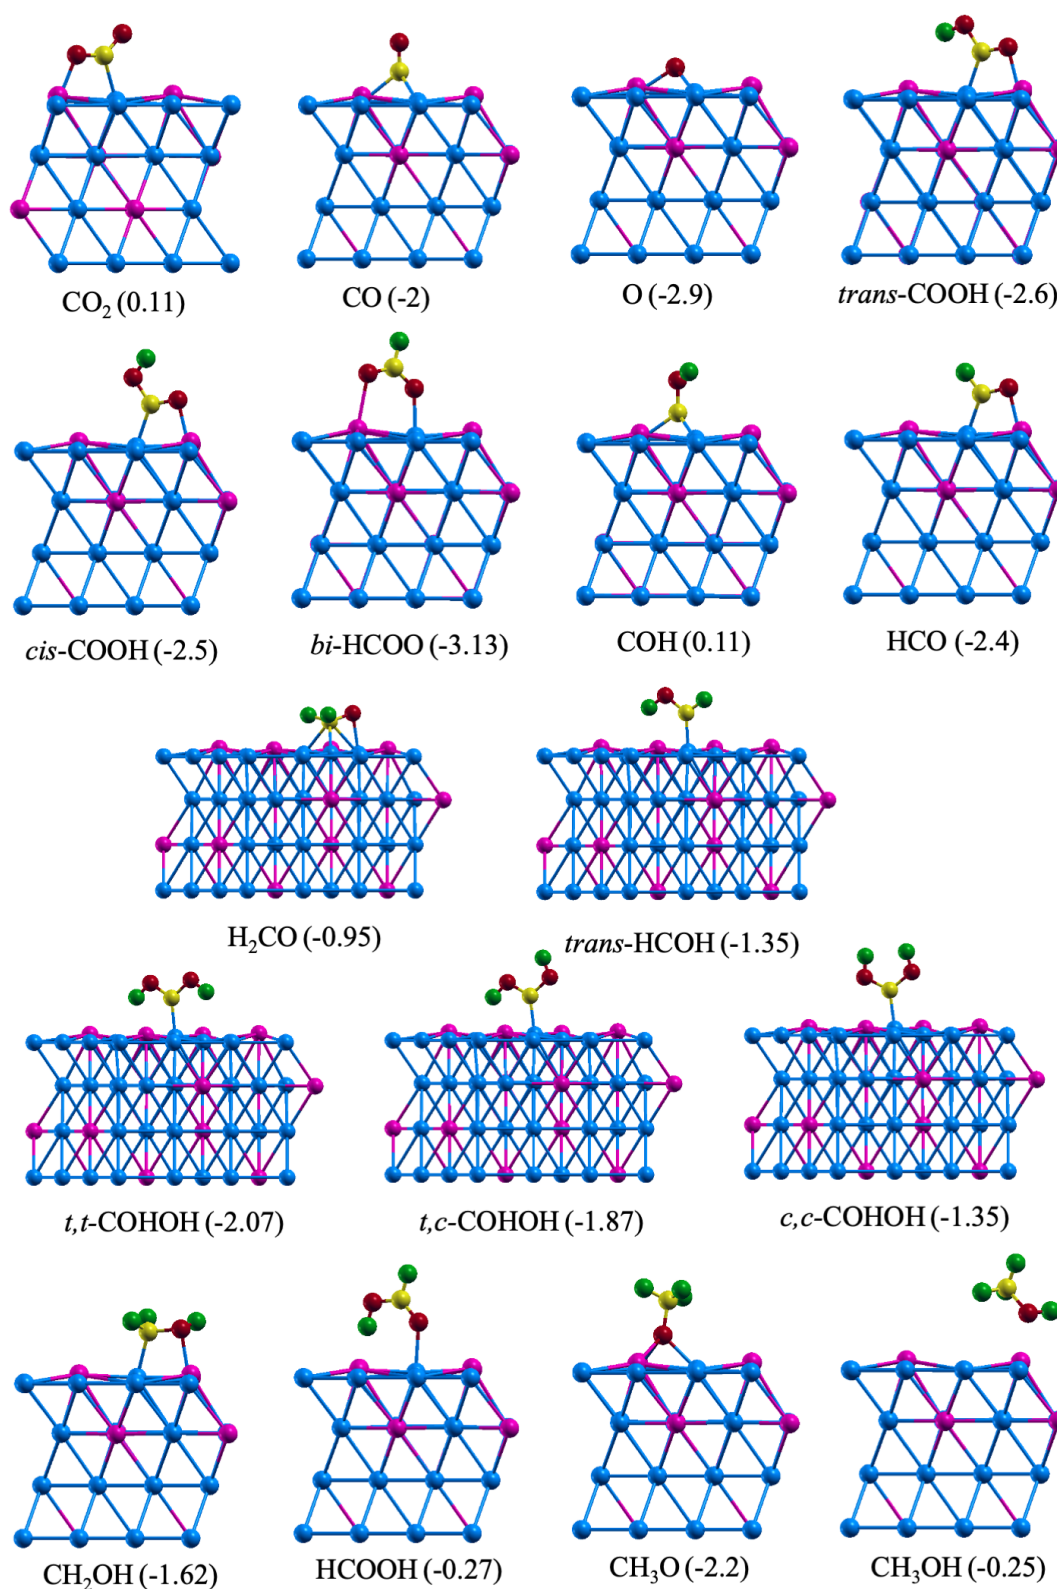 CO₂ (0.11) CO (-2) O (-2.9) trans-COOH (-2.6)
cis-COOH (-2.5) bi-HCOO (-3.13) COH (0.11) HCO (-2.4)
H₂CO (-0.95) trans-HCOH (-1.35)
t,t-COHOH (-2.07) t,c-COHOH (-1.87) c,c-COHOH (-1.35)
CH₂OH (-1.62) HCOOH (-0.27) CH₃O (-2.2) CH₃OH (-0.25)